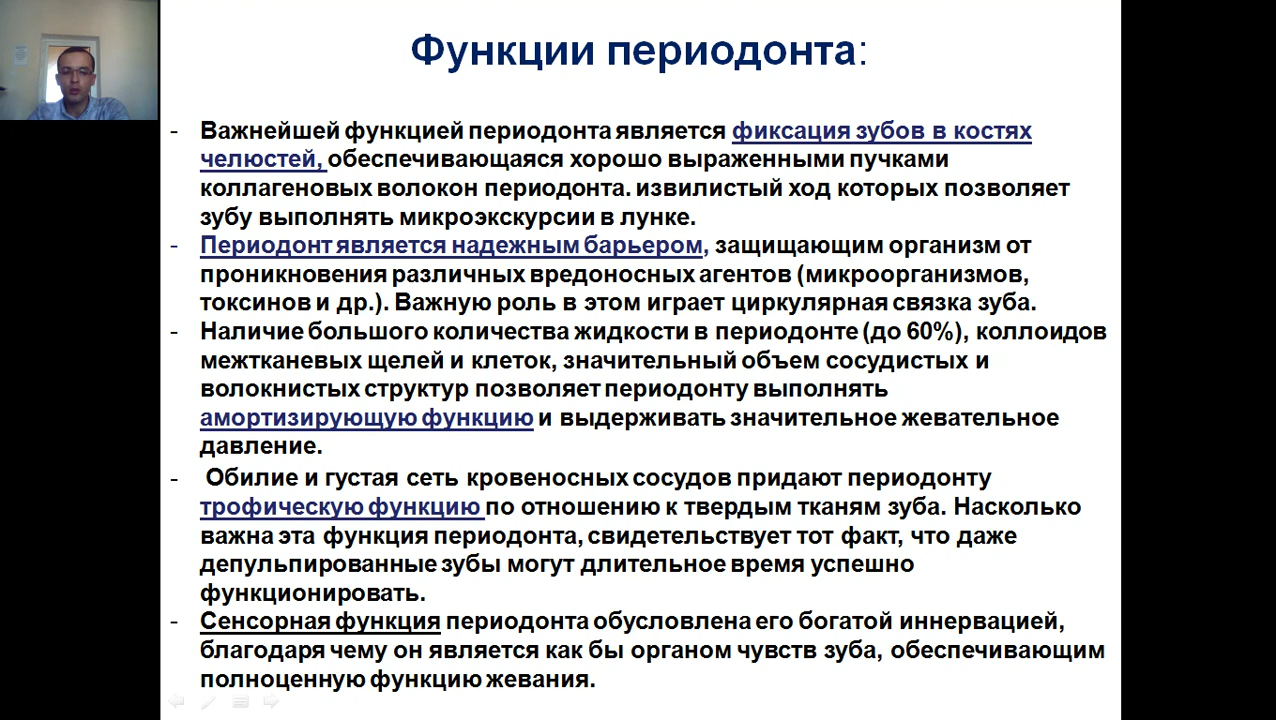 Функции периодонта:
- Важнейшей функцией периодонта является фиксация зубов в костях
челюстей, обеспечивающаяся хорошо выраженными пучками
коллагеновых волокон периодонта. извилистый ход которых позволяет
зубу выполнять микроэкскурсии в лунке.
- Периодонт является надежным барьером, защищающим организм от
проникновения различных вредоносных агентов (микроорганизмов,
токсинов и др.). Важную роль в этом играет циркулярная связка зуба.
- Наличие большого количества жидкости в периодонте (до 60%), коллоидов
межтканевых щелей и клеток, значительный объем сосудистых и
волокнистых структур позволяет периодонту выполнять
амортизирующую функцию и выдерживать значительное жевательное
давление.
- Обилие и густая сеть кровеносных сосудов придают периодонту
трофическую функцию по отношению к твердым тканям зуба. Насколько
важна эта функция периодонта, свидетельствует тот факт, что даже
депульпированные зубы могут длительное время успешно
функционировать.
- Сенсорная функция периодонта обусловлена его богатой иннервацией,
благодаря чему он является как бы органом чувств зуба, обеспечивающим
полноценную функцию жевания.